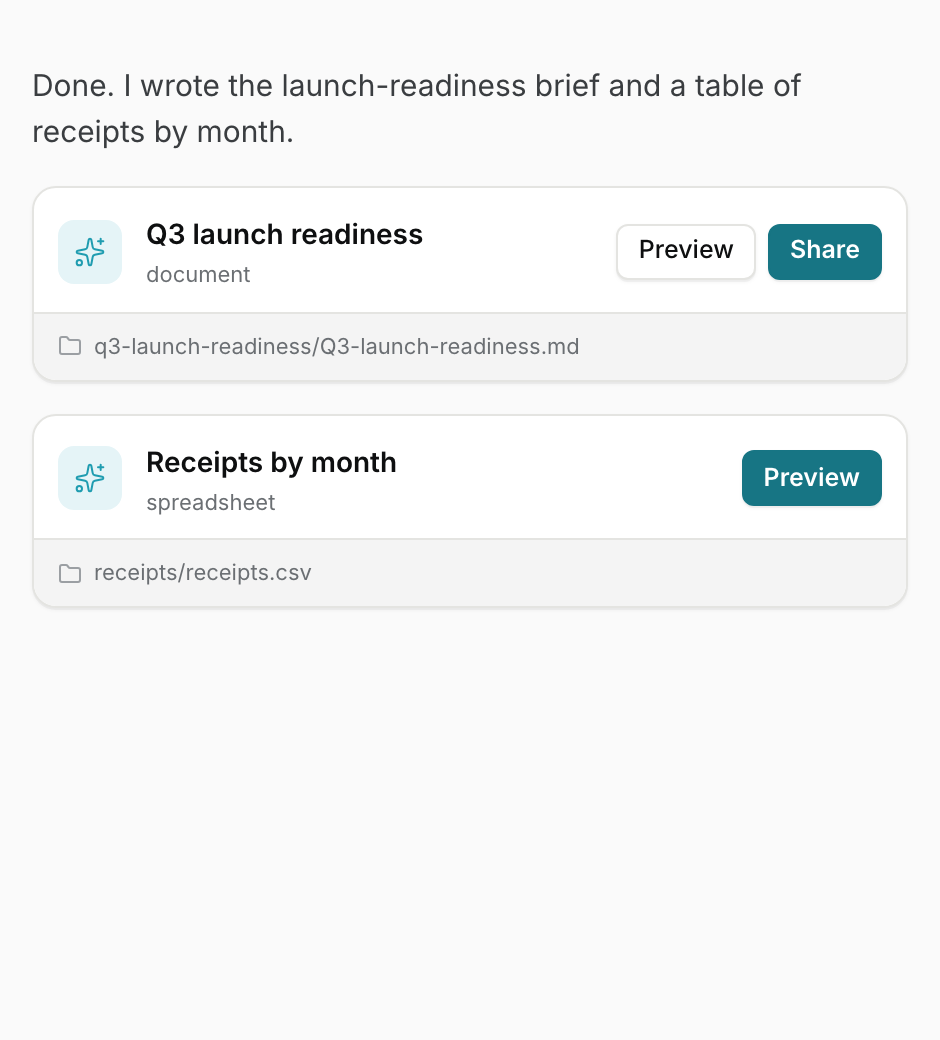 Done. I wrote the launch-readiness brief and a table of
receipts by month.
Q3 launch readiness
document
Preview
Share
q3-launch-readiness/Q3-launch-readiness.md
Receipts by month
spreadsheet
Preview
receipts/receipts.csv